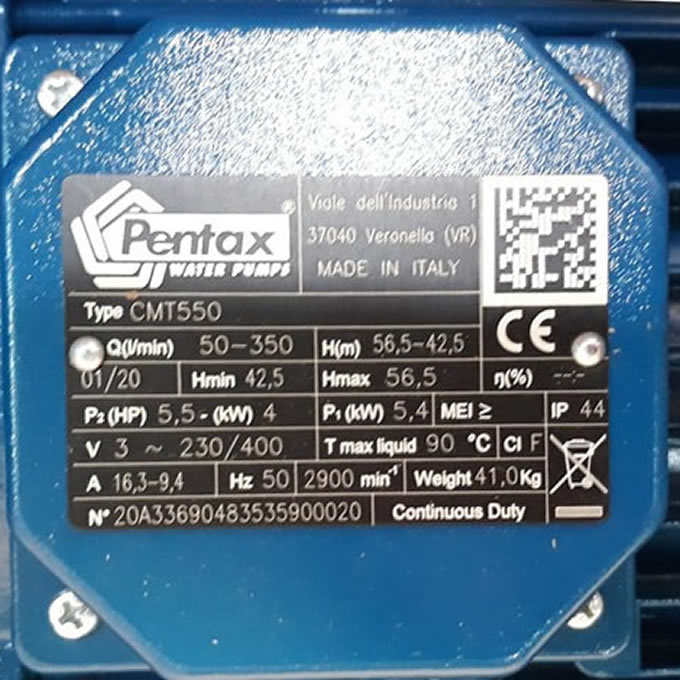 Pentax ®
WATER PUMPS
Viale dell'Industria 1
37040 Veronella (VR)
MADE IN ITALY
Type CMT550
CE
Q(l/min) 50-350 H(m) 56,5-42,5
01/20 Hmin 42,5 Hmax 56,5 η(%) --.-
P2(HP) 5,5 - (kW) 4 P1(kW) 5,4 MEI ≥ IP 44
V 3 ~ 230/400 T max liquid 90 °C Cl F
A 16,3-9,4 Hz 50 2900 min-1 Weight 41,0Kg
N° 20A33690483535900020 Continuous Duty